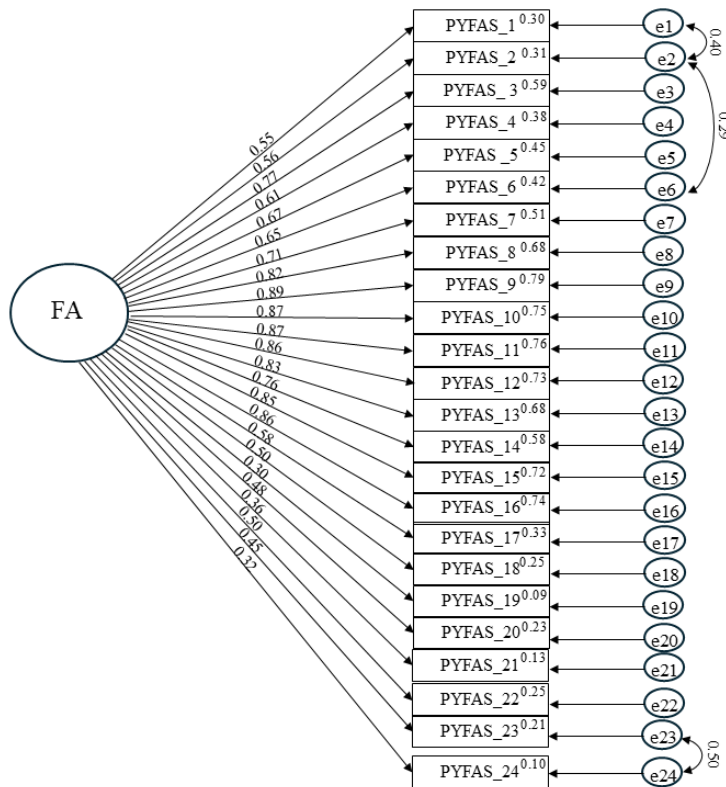 PYFAS_1 0.30 e1
0.40
PYFAS_2 0.31 e2
PYFAS_ 3 0.59 e3
PYFAS_4 0.38 e4
0.29
PYFAS _5 0.45 e5
PYFAS_6 0.42 e6
PYFAS_7 0.51 e7
PYFAS_8 0.68 e8
PYFAS_9 0.79 e9
PYFAS_10 0.75 e10
PYFAS_11 0.76 e11
PYFAS_12 0.73 e12
PYFAS_13 0.68 e13
PYFAS_14 0.58 e14
PYFAS_15 0.72 e15
PYFAS_16 0.74 e16
PYFAS_17 0.33 e17
PYFAS_18 0.25 e18
PYFAS_19 0.09 e19
PYFAS_20 0.23 e20
PYFAS_21 0.13 e21
PYFAS_22 0.25 e22
PYFAS_23 0.21 e23
0.50
PYFAS_24 0.10 e24
FA
0.55
0.56
0.77
0.61
0.67
0.65
0.71
0.82
0.89
0.87
0.87
0.86
0.83
0.76
0.85
0.86
0.58
0.50
0.30
0.48
0.36
0.50
0.45
0.32